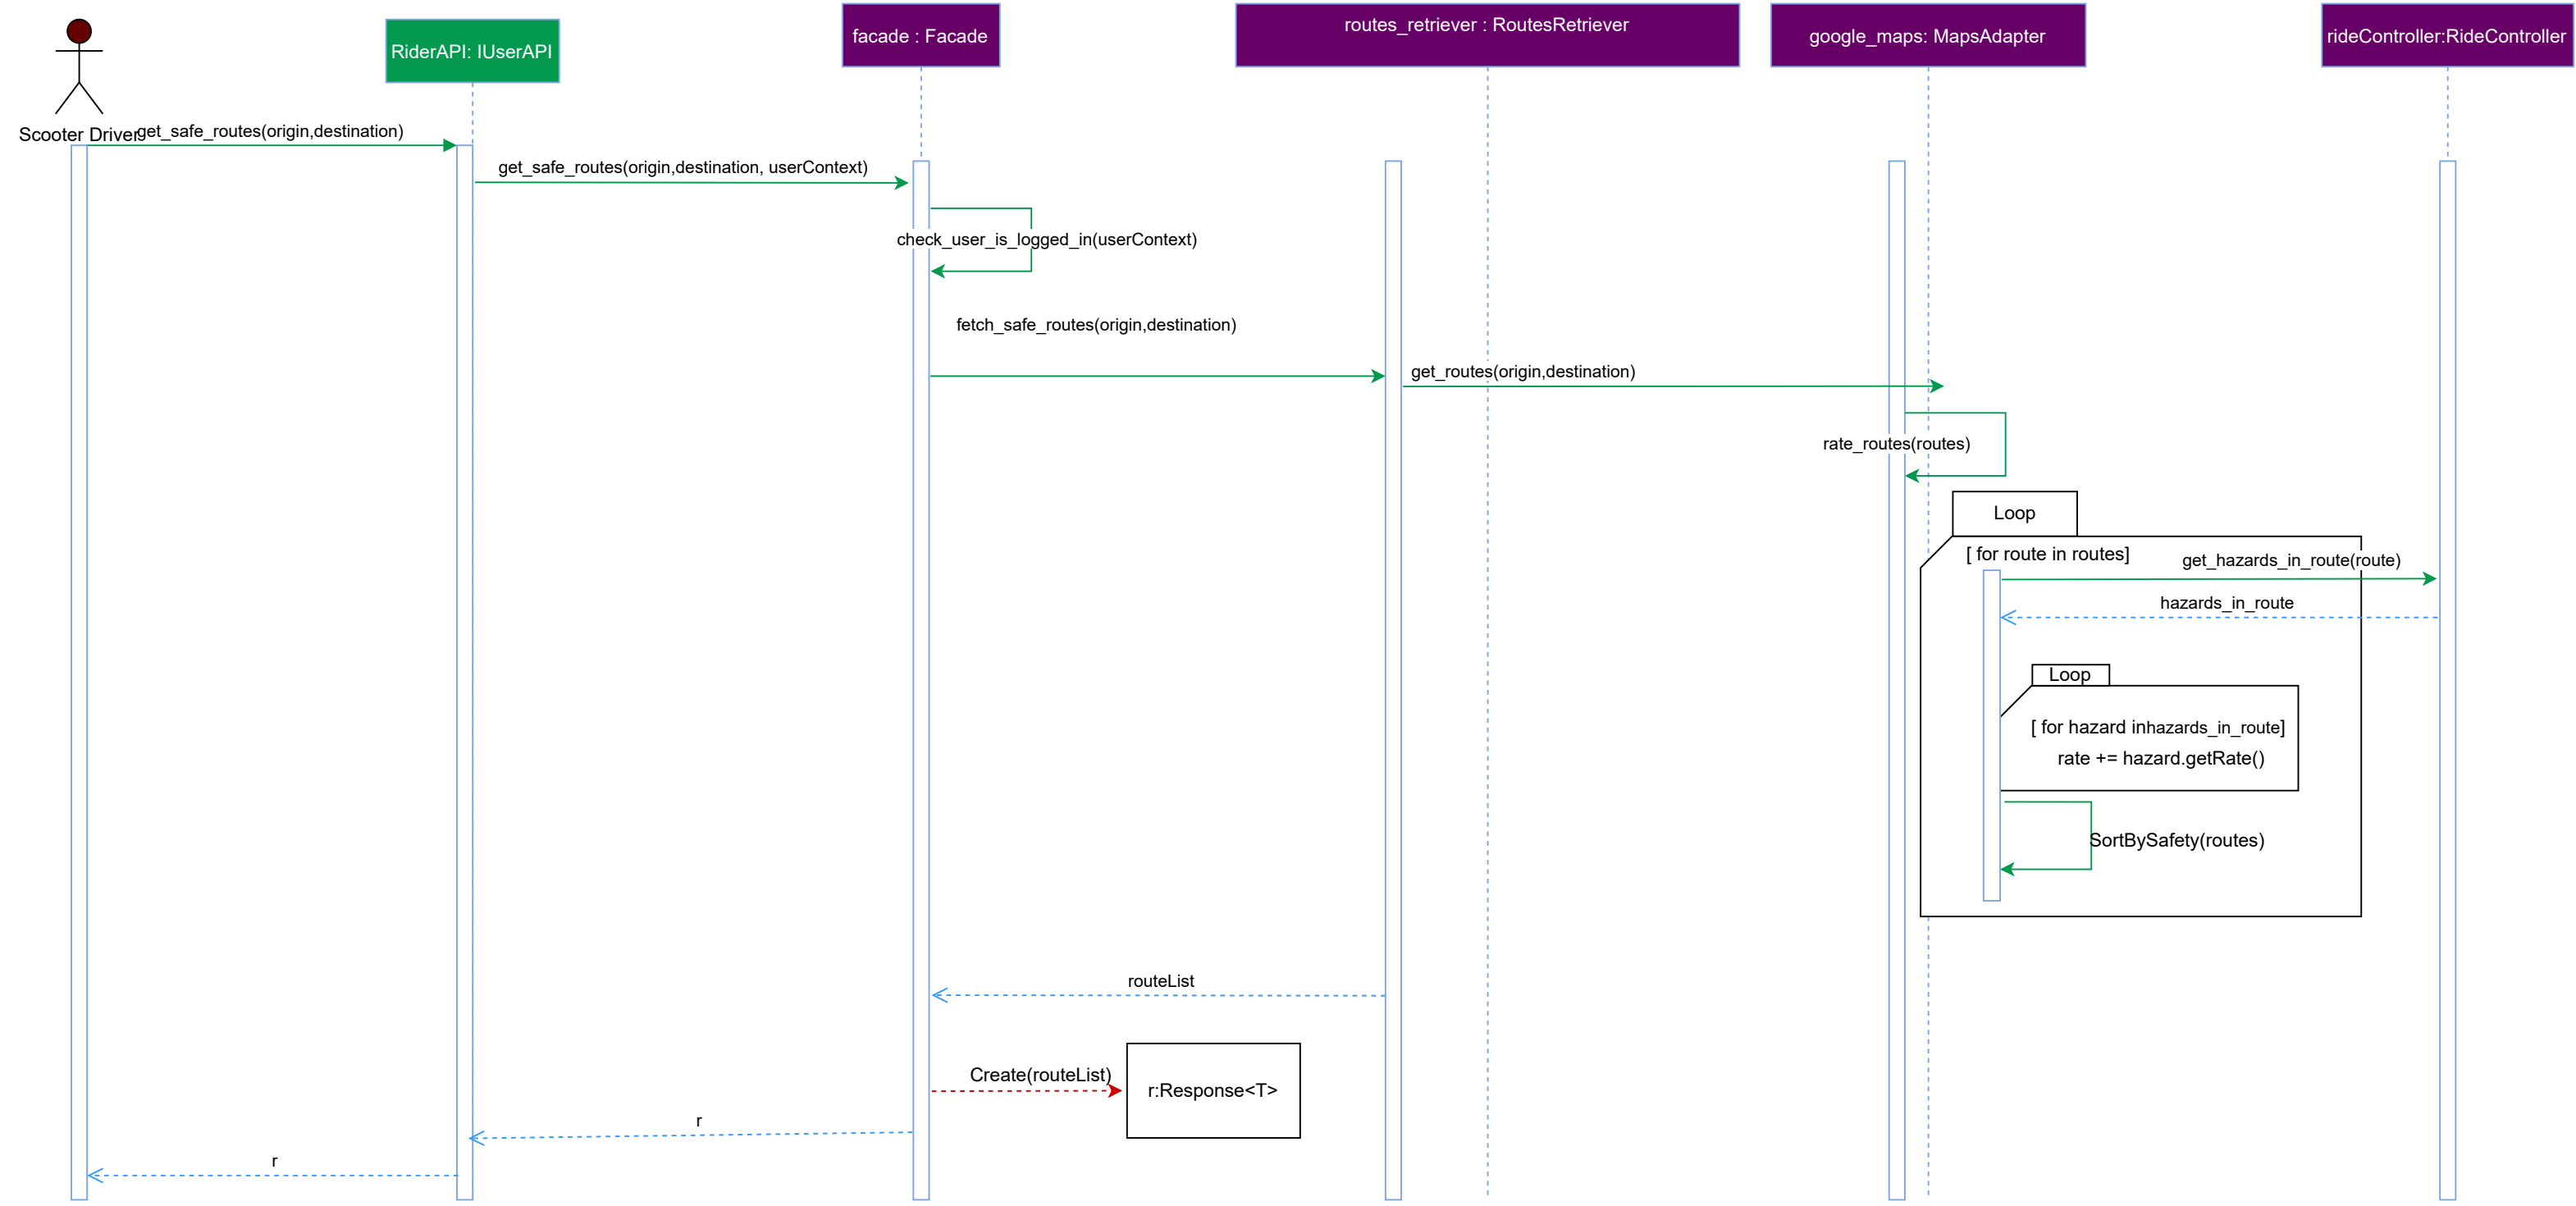 RiderAPI: IUserAPI
facade : Facade
routes_retriever : RoutesRetriever
google_maps: MapsAdapter
rideController:RideController
Scooter Driver
get_safe_routes(origin,destination)
get_safe_routes(origin,destination, userContext)
check_user_is_logged_in(userContext)
fetch_safe_routes(origin,destination)
get_routes(origin,destination)
rate_routes(routes)
Loop
[ for route in routes]
get_hazards_in_route(route)
hazards_in_route
Loop
[ for hazard inhazards_in_route]
rate += hazard.getRate()
SortBySafety(routes)
routeList
Create(routeList)
r:Response<T>
r
r